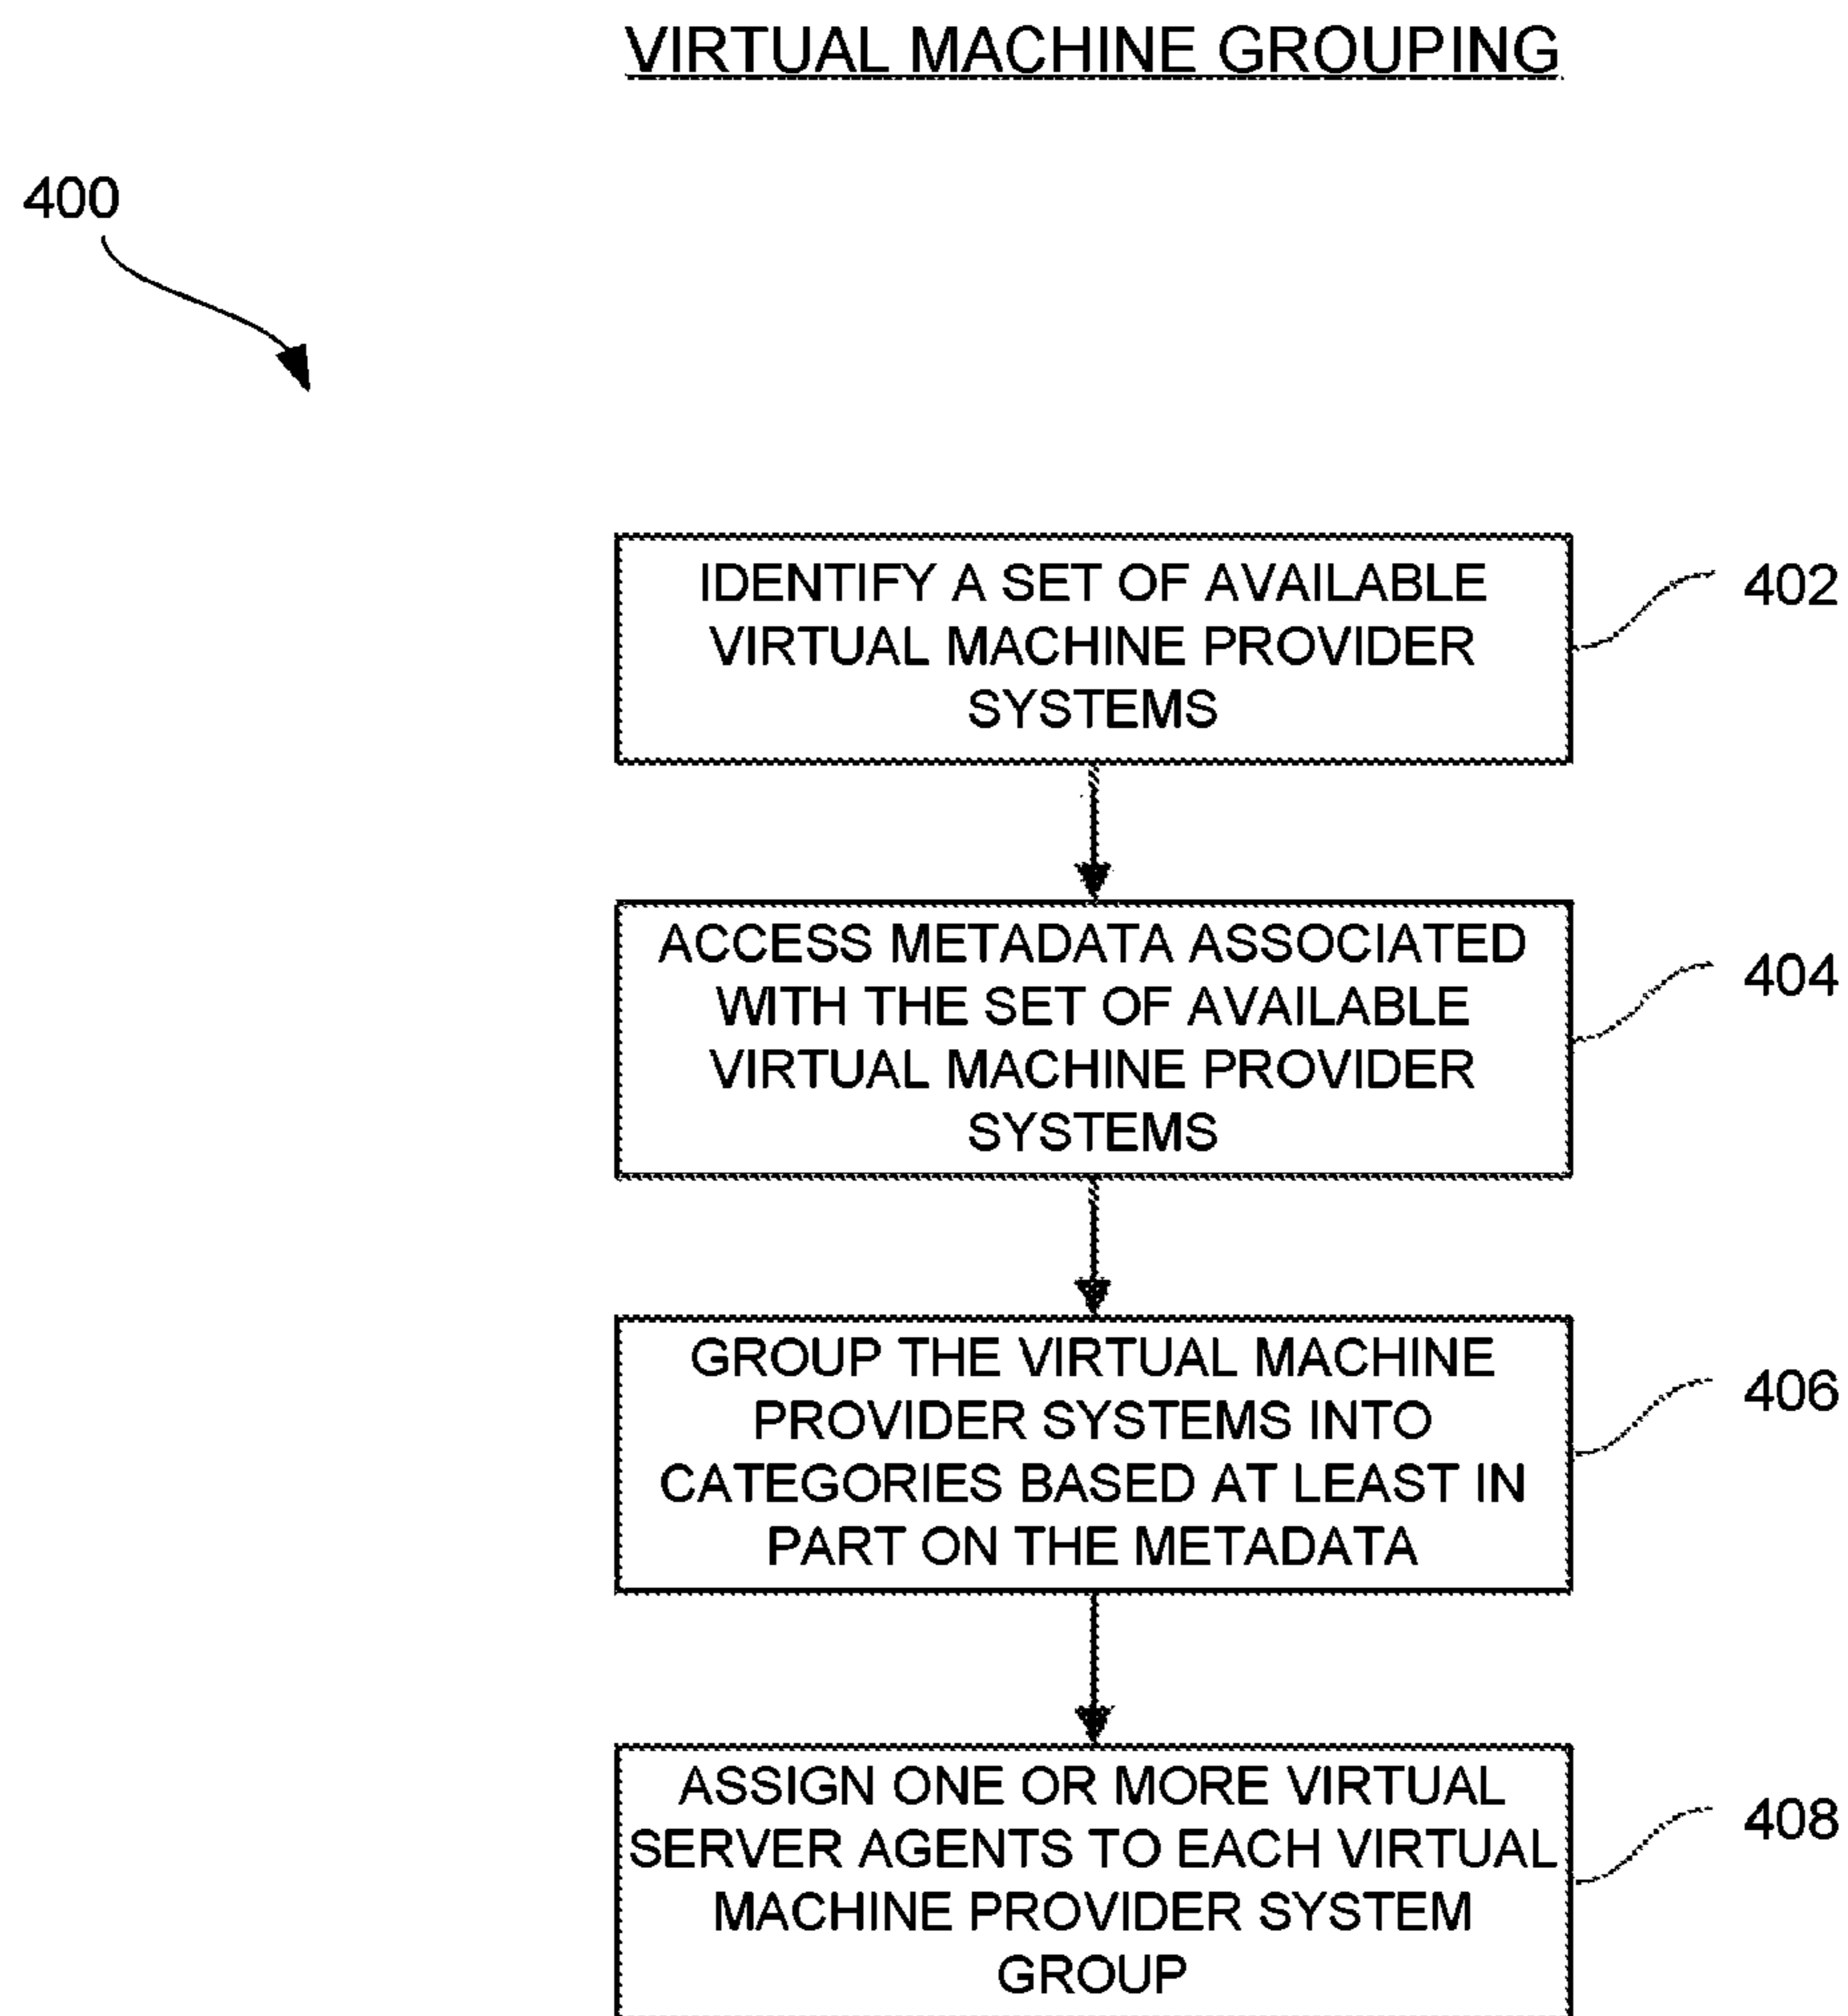 VIRTUAL MACHINE GROUPING
400
IDENTIFY A SET OF AVAILABLE
VIRTUAL MACHINE PROVIDER
SYSTEMS
402
ACCESS METADATA ASSOCIATED
WITH THE SET OF AVAILABLE
VIRTUAL MACHINE PROVIDER
SYSTEMS
404
GROUP THE VIRTUAL MACHINE
PROVIDER SYSTEMS INTO
CATEGORIES BASED AT LEAST IN
PART ON THE METADATA
406
ASSIGN ONE OR MORE VIRTUAL
SERVER AGENTS TO EACH VIRTUAL
MACHINE PROVIDER SYSTEM
GROUP
408